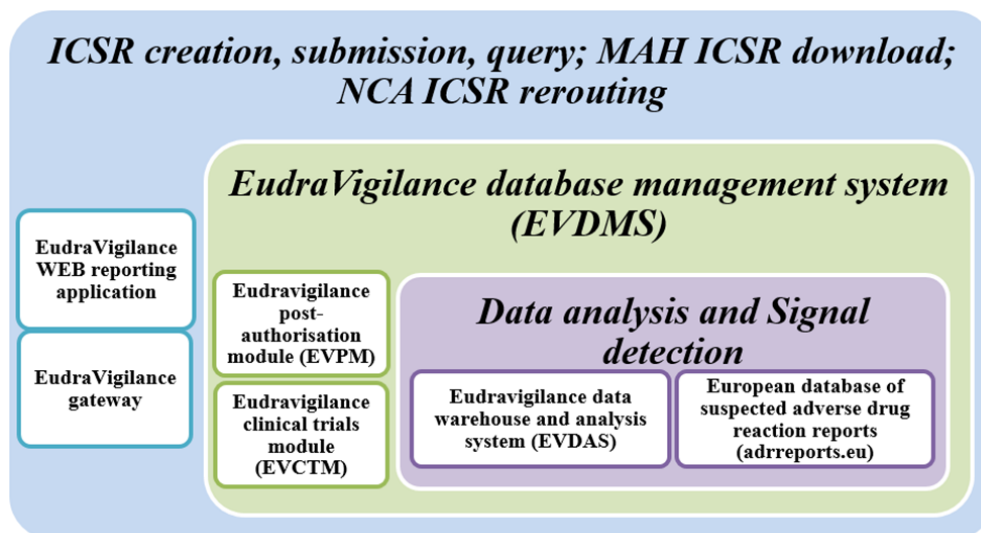 ICSR creation, submission, query; MAH ICSR download;
NCA ICSR rerouting
EudraVigilance database management system
(EVDMS)
EudraVigilance
WEB reporting
application
EudraVigilance
gateway
Eudravigilance
post-
authorisation
module (EVPM)
Eudravigilance
clinical trials
module
(EVCTM)
Data analysis and Signal
detection
Eudravigilance data
warehouse and analysis
system (EVDAS)
European database of
suspected adverse drug
reaction reports
(adrreports.eu)